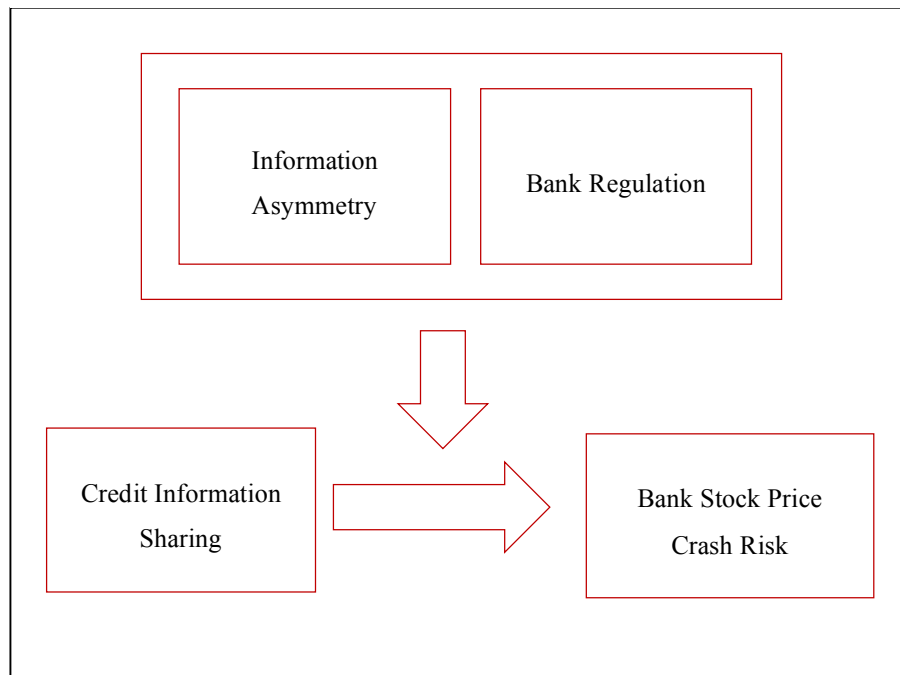 Information
Asymmetry
Bank Regulation
Credit Information
Sharing
Bank Stock Price
Crash Risk